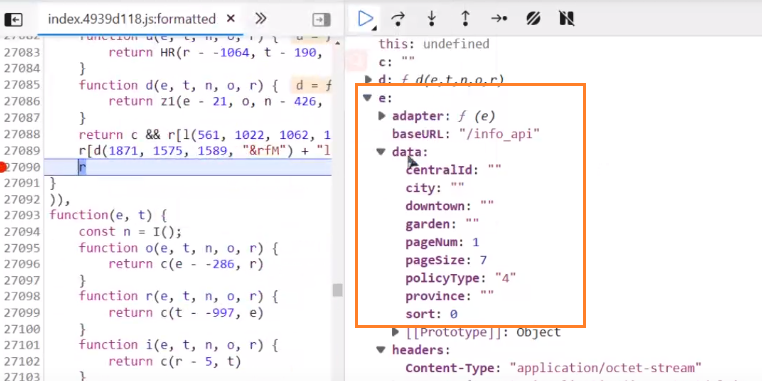 index.4939d118.js:formatted × »
this: undefined
c: ""
d: ƒ d(e,t,n,o,r)
27083 return HR(r - -1064, t - 190,
27084 }
27085 function d(e, t, n, o, r) { d = ƒ
27086 return z1(e - 21, o, n - 426,
27087 }
27088 return c && r[l(561, 1022, 1062, 1
27089 r[d(1871, 1575, 1589, "&rfM") + "l
27090 r
27091 }
27092 )),
27093 function(e, t) {
27094 const n = I();
27095 function o(e, t, n, o, r) {
27096 return c(e - -286, r)
27097 }
27098 function r(e, t, n, o, r) {
27099 return c(t - -997, e)
27100 }
27101 function i(e, t, n, o, r) {
27102 return c(r - 5, t)
27103 }
e:
adapter: ƒ (e)
baseURL: "/info_api"
data:
centralId: ""
city: ""
downtown: ""
garden: ""
pageNum: 1
pageSize: 7
policyType: "4"
province: ""
sort: 0
[[Prototype]]: Object
headers:
Content-Type: "application/octet-stream"